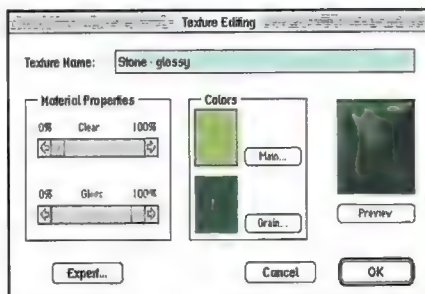 Texture Editing
Texture Name: Stone - glossy
Material Properties
Colors
0% Clear 100%
Main...
0% Gloss 100%
Grain...
Preview
Expert...
Cancel
OK